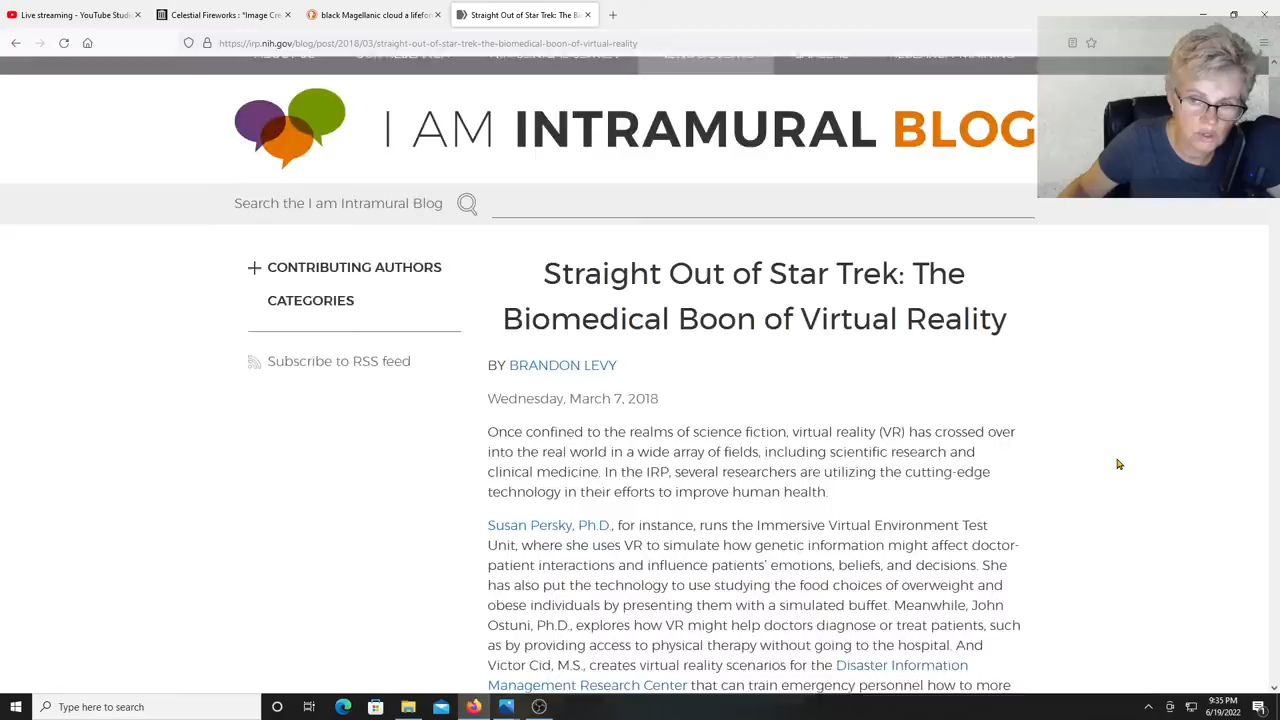 Live streaming - YouTube Studi
Celestial Fireworks : "Image Cre
black Magellanic cloud a lifefor
Straight Out of Star Trek: The Bi
https://irp.nih.gov/blog/post/2018/03/straight-out-of-star-trek-the-biomedical-boon-of-virtual-reality
I AM INTRAMURAL BLOG
Search the I am Intramural Blog
CONTRIBUTING AUTHORS
CATEGORIES
Subscribe to RSS feed
Straight Out of Star Trek: The
Biomedical Boon of Virtual Reality
BY BRANDON LEVY
Wednesday, March 7, 2018
Once confined to the realms of science fiction, virtual reality (VR) has crossed over
into the real world in a wide array of fields, including scientific research and
clinical medicine. In the IRP, several researchers are utilizing the cutting-edge
technology in their efforts to improve human health.
Susan Persky, Ph.D., for instance, runs the Immersive Virtual Environment Test
Unit, where she uses VR to simulate how genetic information might affect doctor-
patient interactions and influence patients' emotions, beliefs, and decisions. She
has also put the technology to use studying the food choices of overweight and
obese individuals by presenting them with a simulated buffet. Meanwhile, John
Ostuni, Ph.D., explores how VR might help doctors diagnose or treat patients, such
as by providing access to physical therapy without going to the hospital. And
Victor Cid, M.S., creates virtual reality scenarios for the Disaster Information
Management Research Center that can train emergency personnel how to more
Type here to search
9:35 PM
6/19/2022